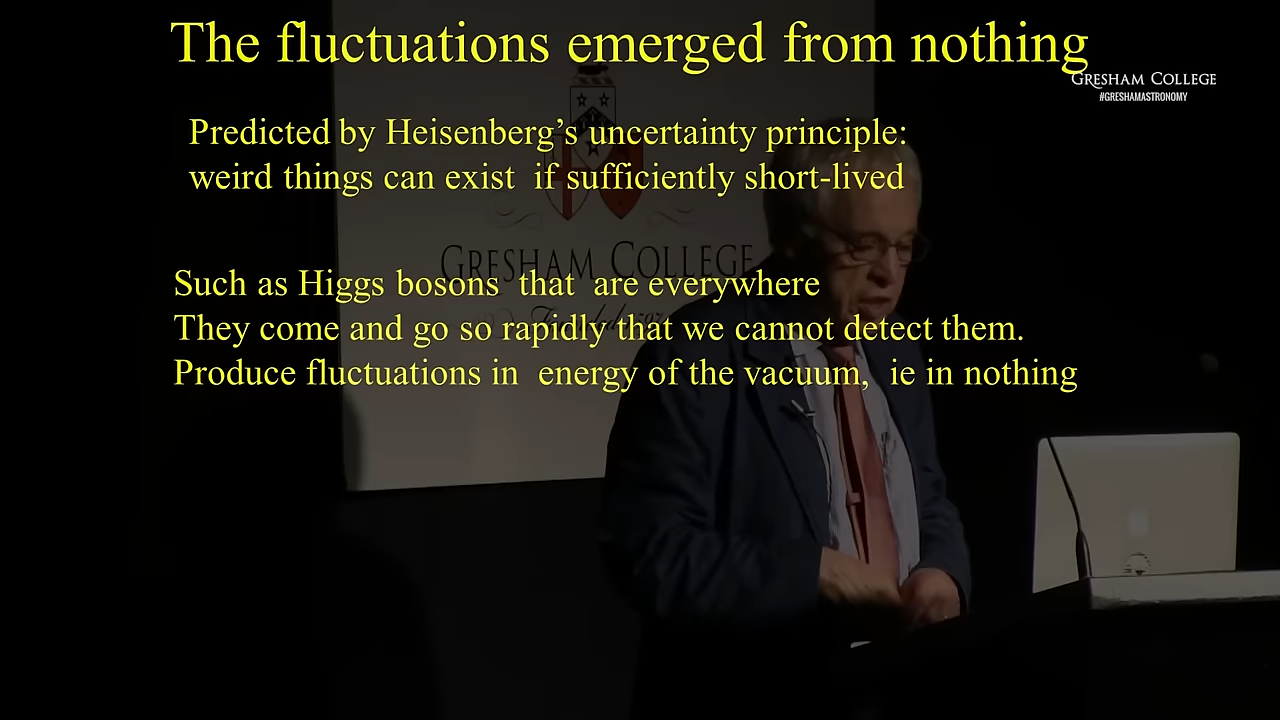 The fluctuations emerged from nothing
GRESHAM COLLEGE
#GRESHAMASTRONOMY
Predicted by Heisenberg's uncertainty principle:
weird things can exist if sufficiently short-lived
GRESHAM COLLEGE
Such as Higgs bosons that are everywhere
They come and go so rapidly that we cannot detect them.
Produce fluctuations in energy of the vacuum, ie in nothing